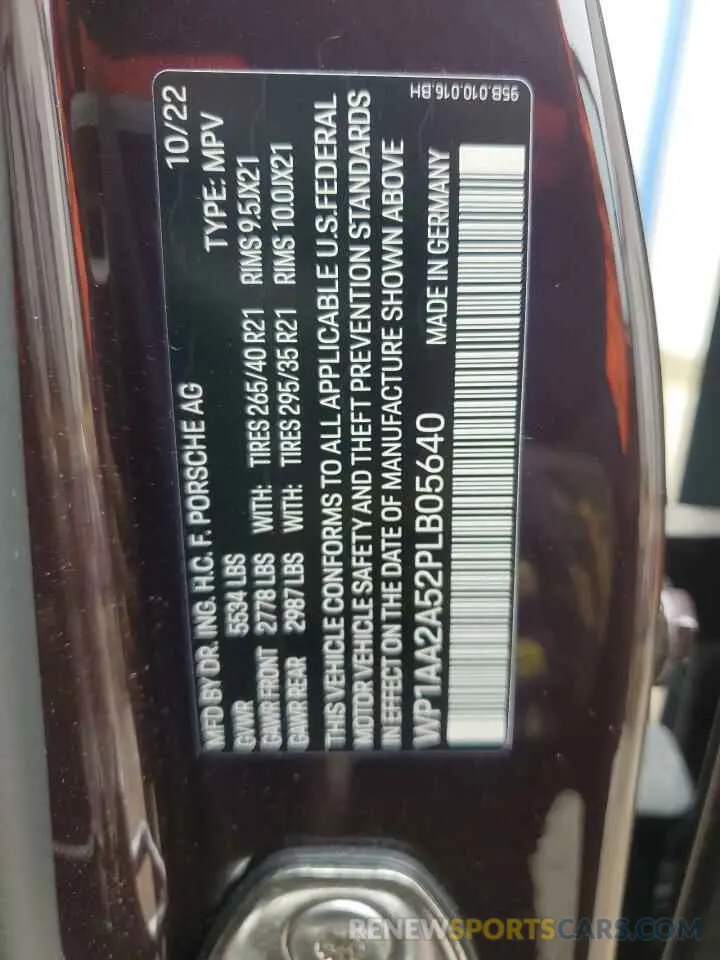 10/22
MFD BY DR. ING. H.C. F. PORSCHE AG TYPE: MPV
GVWR 5534 LBS
GAWR FRONT 2778 LBS WITH: TIRES 265/40 R21 RIMS 9.5JX21
GAWR REAR 2987 LBS WITH: TIRES 295/35 R21 RIMS 10.0JX21
THIS VEHICLE CONFORMS TO ALL APPLICABLE U.S. FEDERAL
MOTOR VEHICLE SAFETY AND THEFT PREVENTION STANDARDS
IN EFFECT ON THE DATE OF MANUFACTURE SHOWN ABOVE
WP1AA2A52PLB05640 MADE IN GERMANY
95B.010.016.BH
RENEWSPORTSCARS.COM